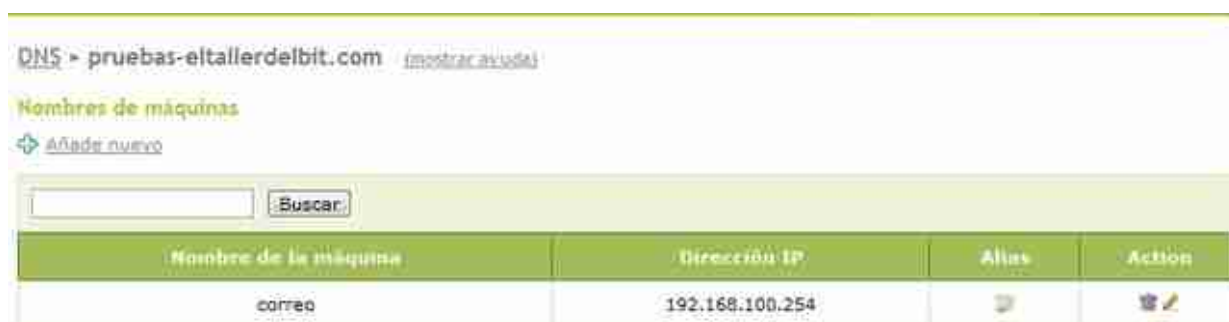 DNS ▸ pruebas-eltallerdelbit.com (mostrar ayuda)
Nombres de máquinas
Añade nuevo
Buscar
Nombre de la máquina Dirección IP Alias Action
correo 192.168.100.254